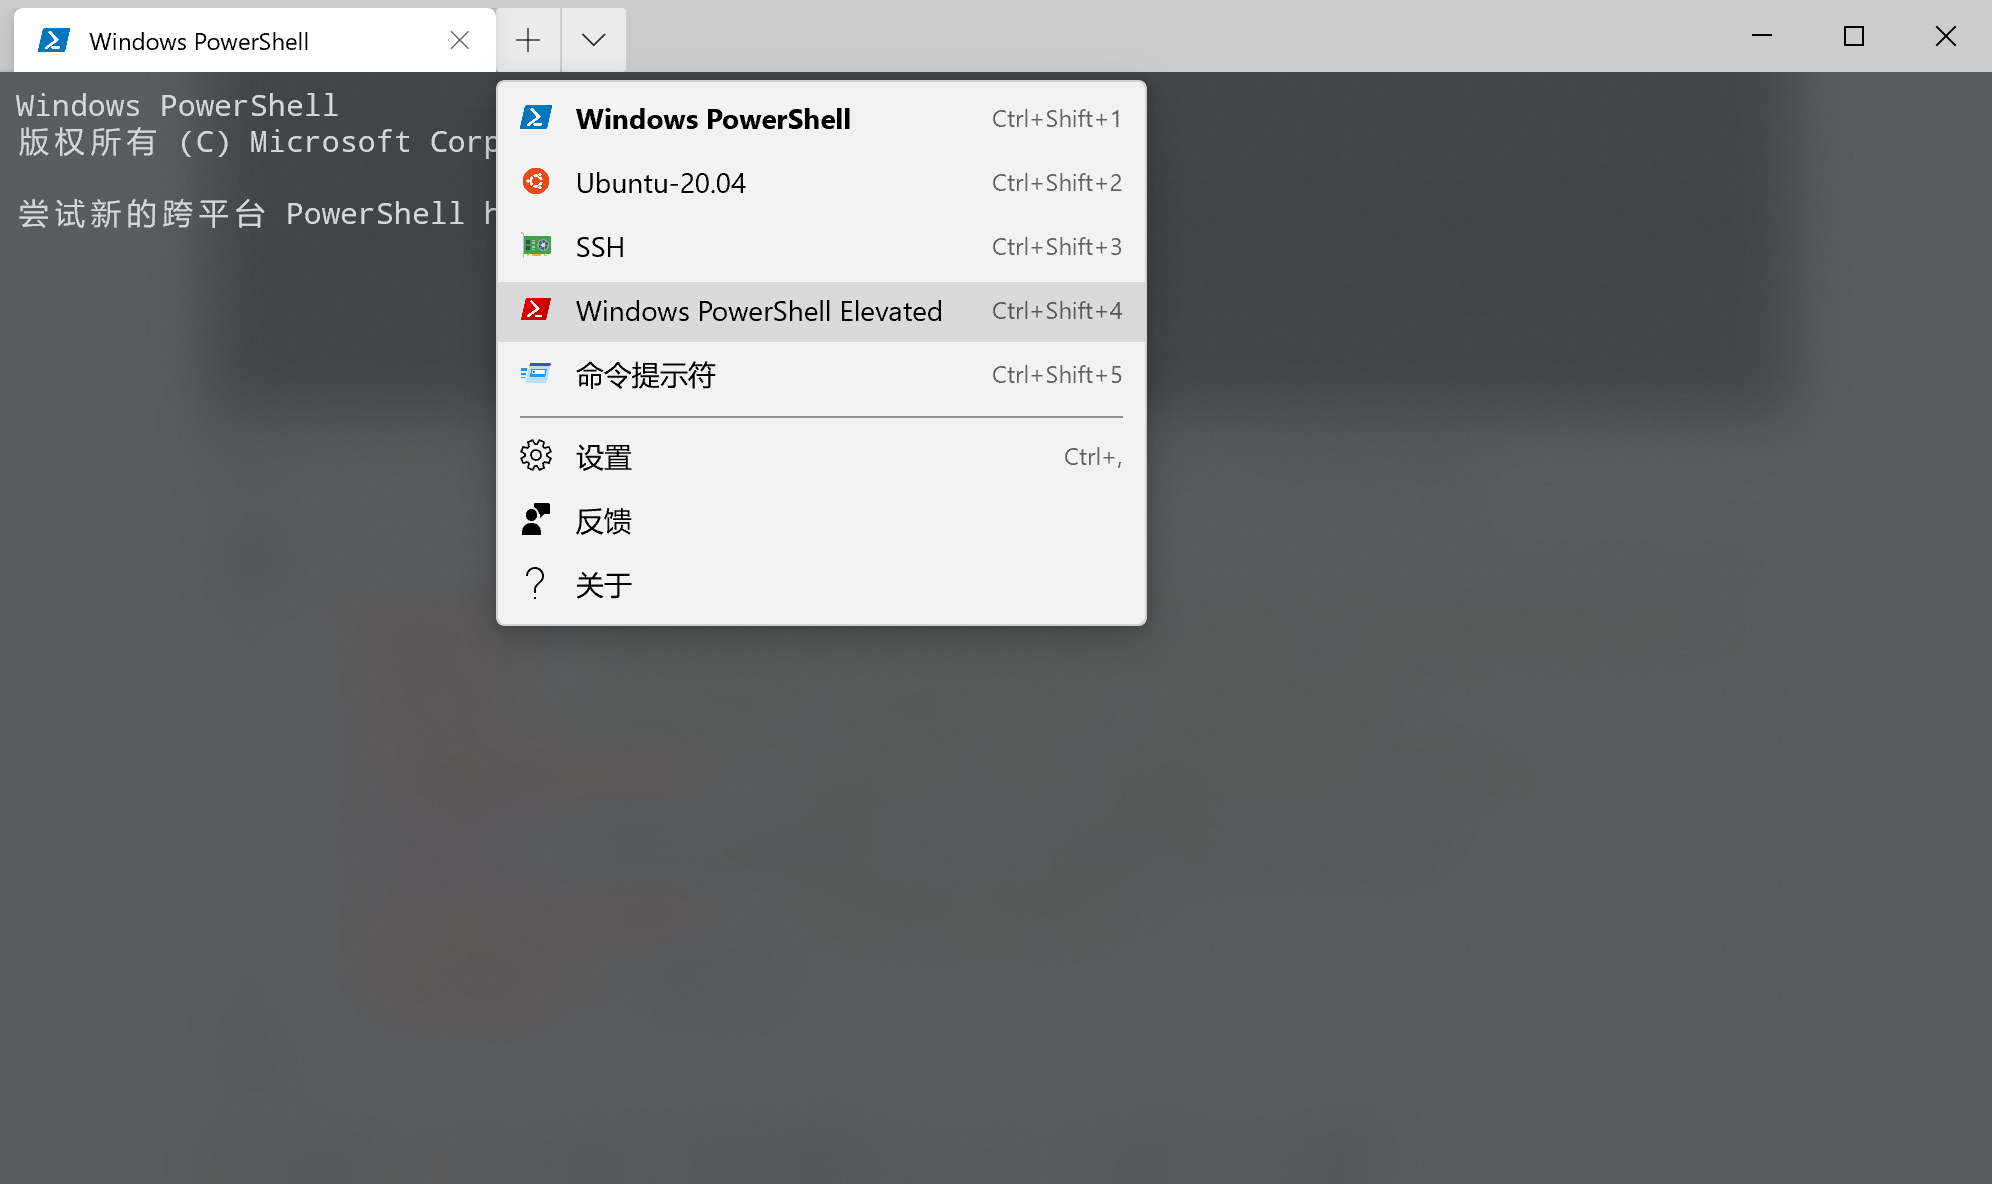 Windows PowerShell
Windows PowerShell
版权所有 (C) Microsoft Corp
尝试新的跨平台 PowerShell
Windows PowerShell Ctrl+Shift+1
Ubuntu-20.04 Ctrl+Shift+2
SSH Ctrl+Shift+3
Windows PowerShell Elevated Ctrl+Shift+4
命令提示符 Ctrl+Shift+5
设置 Ctrl+,
反馈
关于